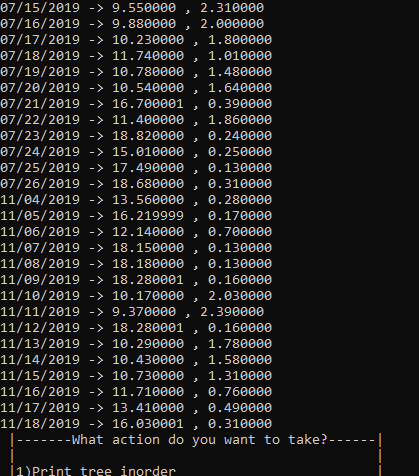 07/15/2019 -> 9.550000 , 2.310000
07/16/2019 -> 9.880000 , 2.000000
07/17/2019 -> 10.230000 , 1.800000
07/18/2019 -> 11.740000 , 1.010000
07/19/2019 -> 10.780000 , 1.480000
07/20/2019 -> 10.540000 , 1.640000
07/21/2019 -> 16.700001 , 0.390000
07/22/2019 -> 11.400000 , 1.860000
07/23/2019 -> 18.820000 , 0.240000
07/24/2019 -> 15.010000 , 0.250000
07/25/2019 -> 17.490000 , 0.130000
07/26/2019 -> 18.680000 , 0.310000
11/04/2019 -> 13.560000 , 0.280000
11/05/2019 -> 16.219999 , 0.170000
11/06/2019 -> 12.140000 , 0.700000
11/07/2019 -> 18.150000 , 0.130000
11/08/2019 -> 18.180000 , 0.130000
11/09/2019 -> 18.280001 , 0.160000
11/10/2019 -> 10.170000 , 2.030000
11/11/2019 -> 9.370000 , 2.390000
11/12/2019 -> 18.280001 , 0.160000
11/13/2019 -> 10.290000 , 1.780000
11/14/2019 -> 10.430000 , 1.580000
11/15/2019 -> 10.730000 , 1.310000
11/16/2019 -> 11.710000 , 0.760000
11/17/2019 -> 13.410000 , 0.490000
11/18/2019 -> 16.030001 , 0.310000
|-------What action do you want to take?------|
| |
|1)Print tree inorder |